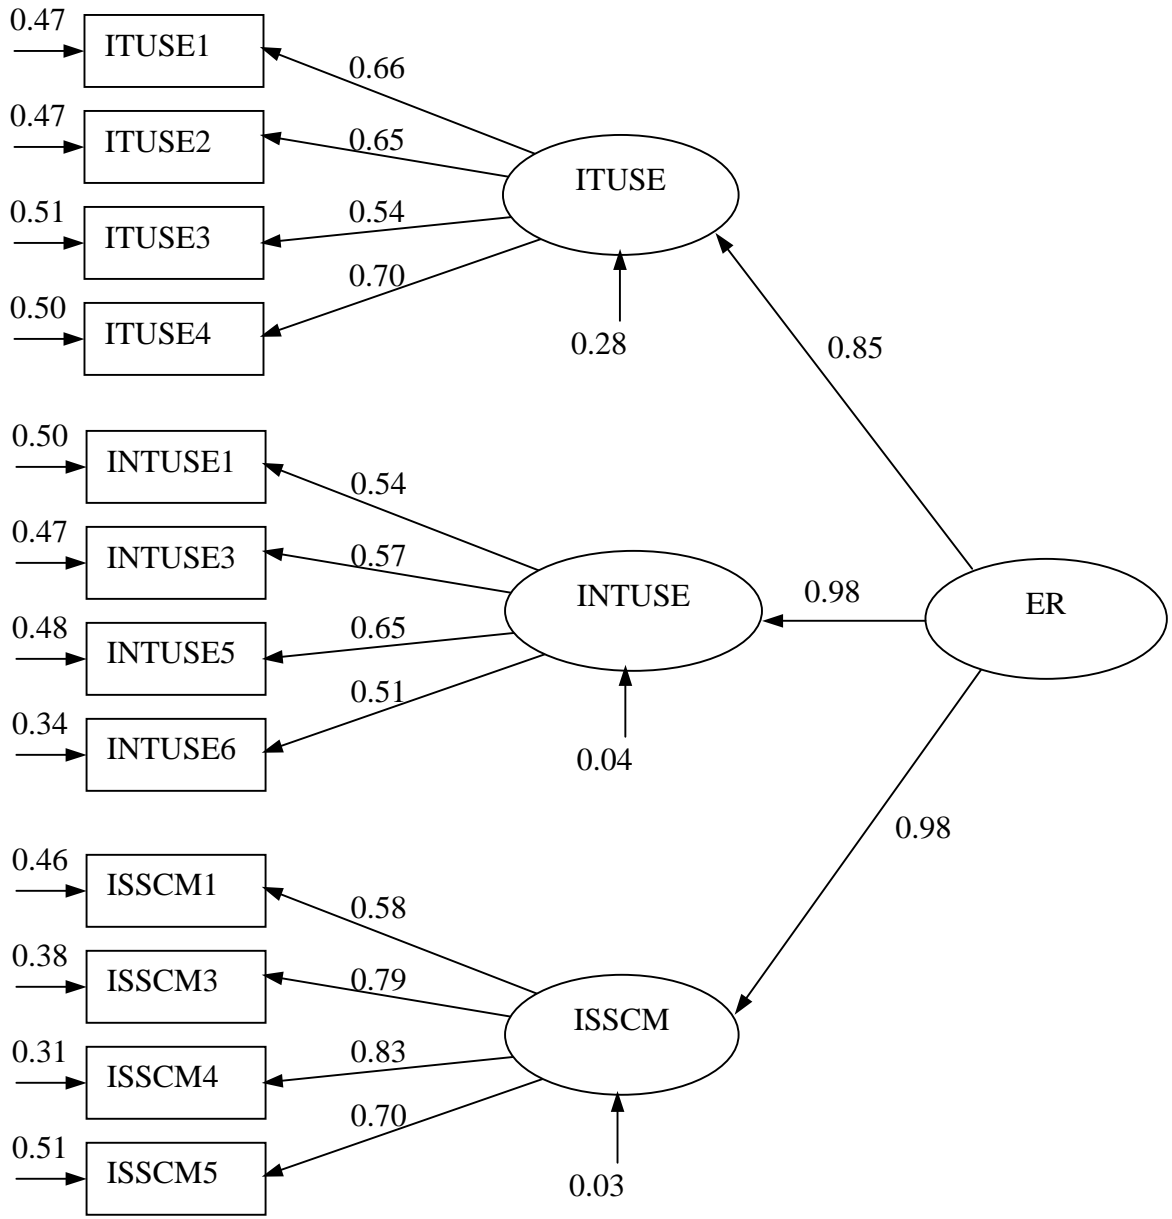 0.47
ITUSE1
0.66
0.47
ITUSE2
0.65
ITUSE
0.51
ITUSE3
0.54
0.50
ITUSE4
0.70
0.28
0.85
0.50
INTUSE1
0.54
0.47
INTUSE3
0.57
INTUSE
0.98
ER
0.48
INTUSE5
0.65
0.34
INTUSE6
0.51
0.04
0.98
0.46
ISSCM1
0.58
0.38
ISSCM3
0.79
ISSCM
0.31
ISSCM4
0.83
0.51
ISSCM5
0.70
0.03